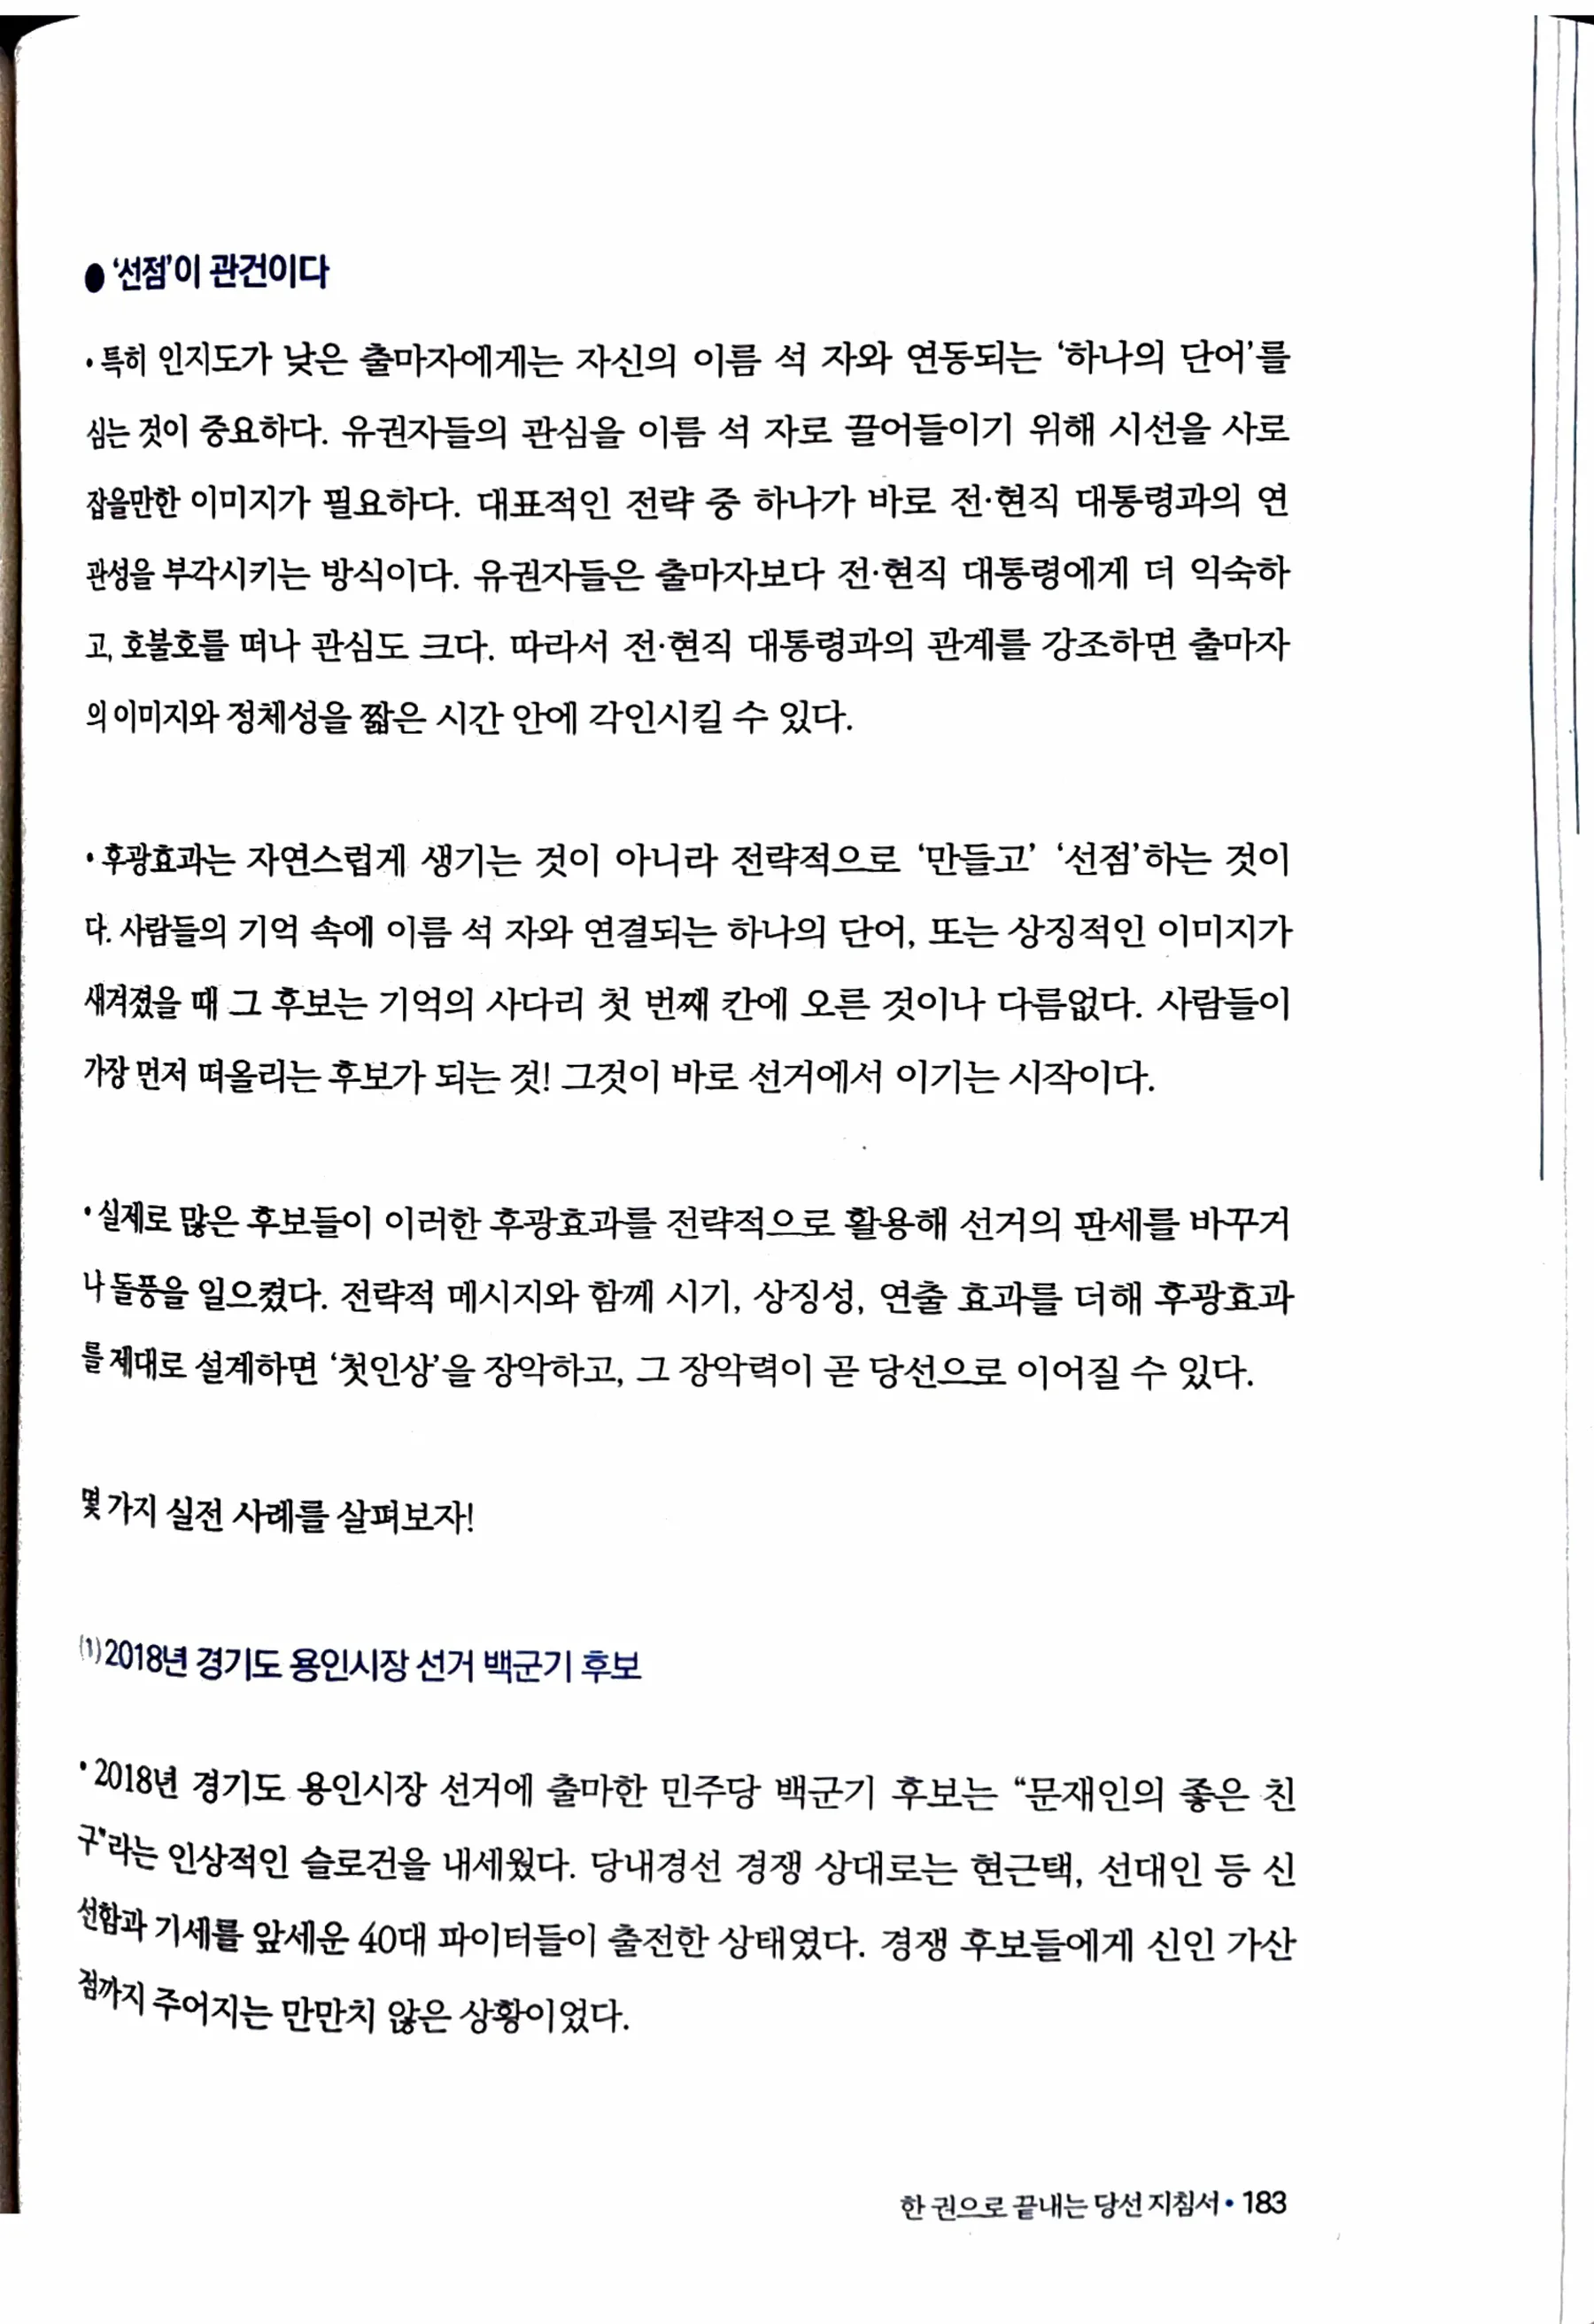 ● ‘선점’이 관건이다
• 특히 인지도가 낮은 출마자에게는 자신의 이름 석 자와 연동되는 ‘하나의 단어’를
심는 것이 중요하다. 유권자들의 관심을 이름 석 자로 끌어들이기 위해 시선을 사로
잡을만한 이미지가 필요하다. 대표적인 전략 중 하나가 바로 전·현직 대통령과의 연
관성을 부각시키는 방식이다. 유권자들은 출마자보다 전·현직 대통령에게 더 익숙하
고, 호불호를 떠나 관심도 크다. 따라서 전·현직 대통령과의 관계를 강조하면 출마자
의 이미지와 정체성을 짧은 시간 안에 각인시킬 수 있다.
• 후광효과는 자연스럽게 생기는 것이 아니라 전략적으로 ‘만들고’ ‘선점’하는 것이
다. 사람들의 기억 속에 이름 석 자와 연결되는 하나의 단어, 또는 상징적인 이미지가
새겨졌을 때 그 후보는 기억의 사다리 첫 번째 칸에 오른 것이나 다름없다. 사람들이
가장 먼저 떠올리는 후보가 되는 것! 그것이 바로 선거에서 이기는 시작이다.
• 실제로 많은 후보들이 이러한 후광효과를 전략적으로 활용해 선거의 판세를 바꾸거
나 돌풍을 일으켰다. 전략적 메시지와 함께 시기, 상징성, 연출 효과를 더해 후광효과
를 제대로 설계하면 ‘첫인상’을 장악하고, 그 장악력이 곧 당선으로 이어질 수 있다.
몇 가지 실전 사례를 살펴보자!
(1) 2018년 경기도 용인시장 선거 백군기 후보
• 2018년 경기도 용인시장 선거에 출마한 민주당 백군기 후보는 “문재인의 좋은 친
구”라는 인상적인 슬로건을 내세웠다. 당내경선 경쟁 상대로는 현근택, 선대인 등 신
선함과 기세를 앞세운 40대 파이터들이 출전한 상태였다. 경쟁 후보들에게 신인 가산
점까지 주어지는 만만치 않은 상황이었다.
한 권으로 끝내는 당선 지침서 • 183